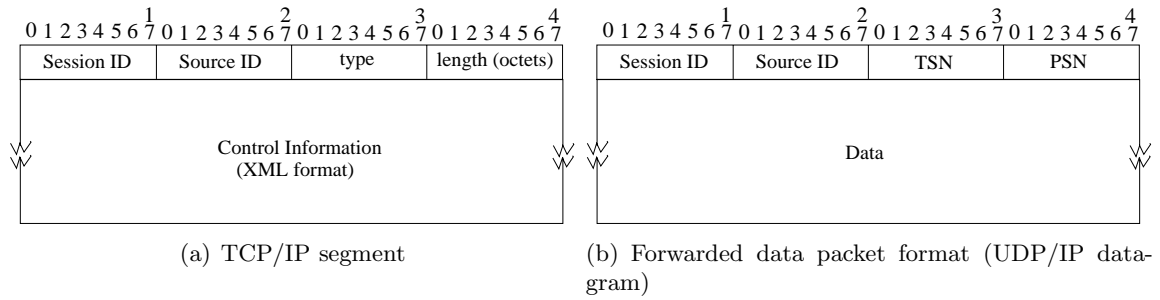 1 2 3 4
0 1 2 3 4 5 6 7 0 1 2 3 4 5 6 7 0 1 2 3 4 5 6 7 0 1 2 3 4 5 6 7
Session ID Source ID type length (octets)
Control Information
(XML format)
(a) TCP/IP segment
1 2 3 4
0 1 2 3 4 5 6 7 0 1 2 3 4 5 6 7 0 1 2 3 4 5 6 7 0 1 2 3 4 5 6 7
Session ID Source ID TSN PSN
Data
(b) Forwarded data packet format (UDP/IP data-
gram)